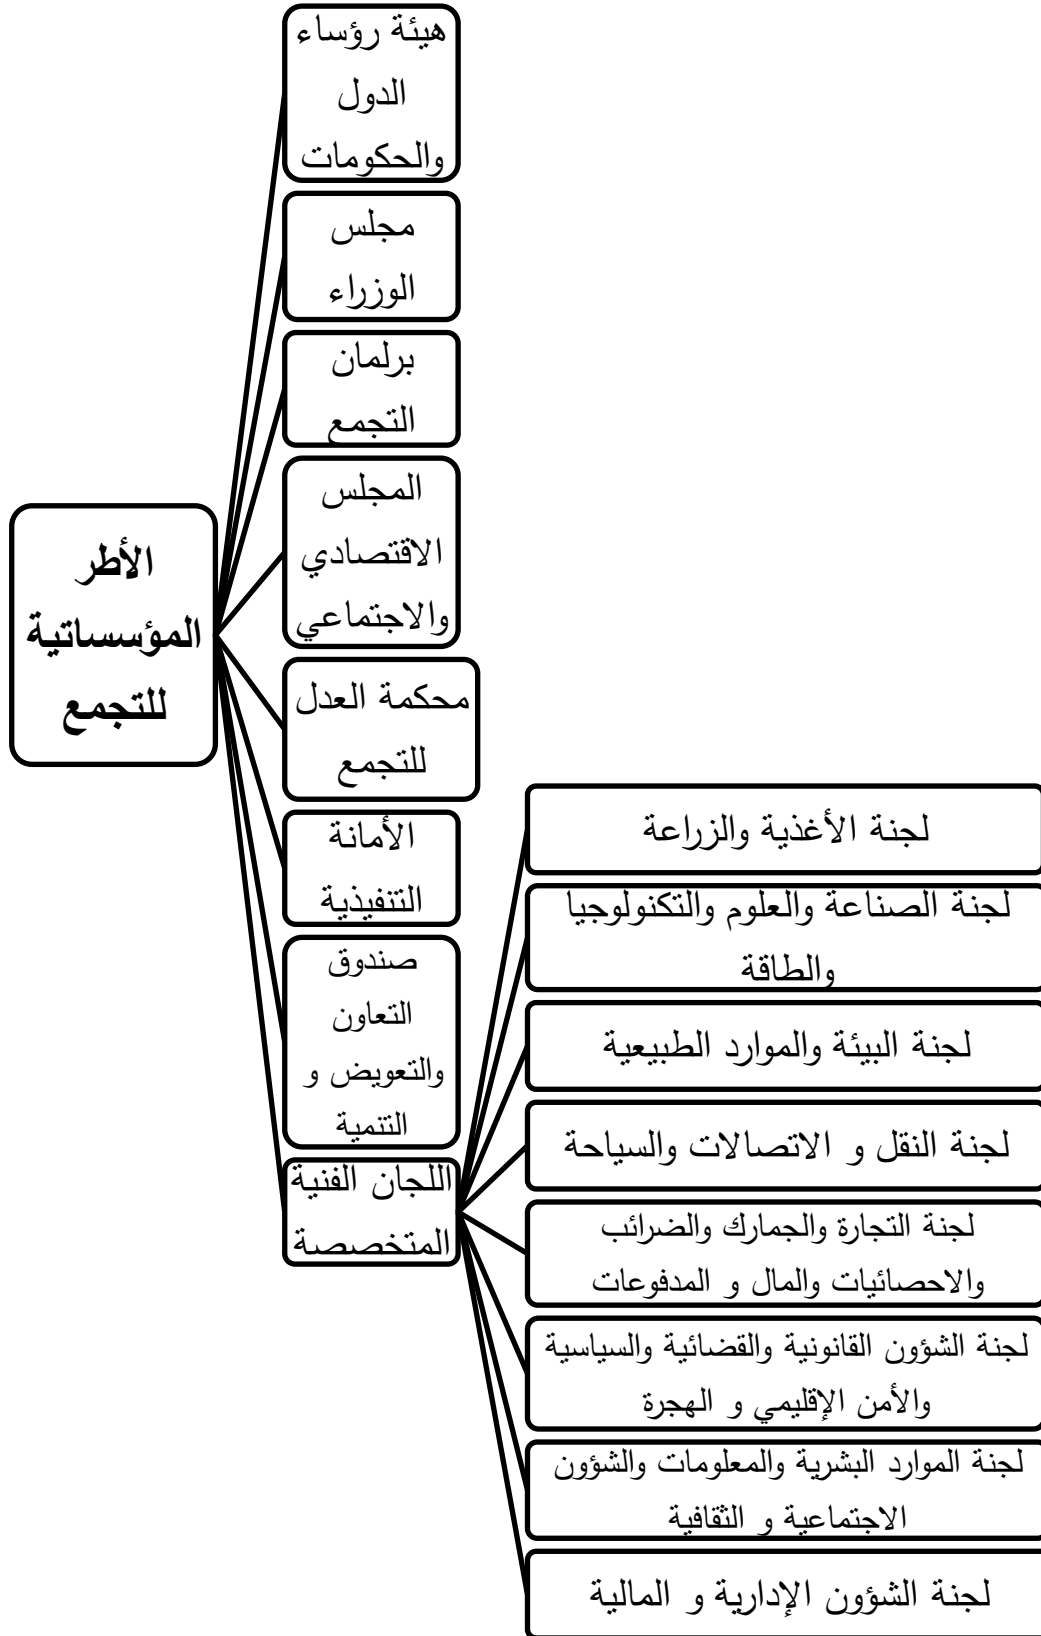 هيئة رؤساء
الدول
والحكومات
مجلس
الوزراء
برلمان
التجمع
المجلس
الاقتصادي
والاجتماعي
الأطر
المؤسساتية
للتجمع
محكمة العدل
للتجمع
الأمانة
التنفيذية
صندوق
التعاون
والتعويض و
التنمية
اللجان الفنية
المتخصصة
لجنة الأغذية والزراعة
لجنة الصناعة والعلوم والتكنولوجيا
والطاقة
لجنة البيئة والموارد الطبيعية
لجنة النقل و الاتصالات والسياحة
لجنة التجارة والجمارك والضرائب
والاحصائيات والمال و المدفوعات
لجنة الشؤون القانونية والقضائية والسياسية
والأمن الإقليمي و الهجرة
لجنة الموارد البشرية والمعلومات والشؤون
الاجتماعية و الثقافية
لجنة الشؤون الإدارية و المالية